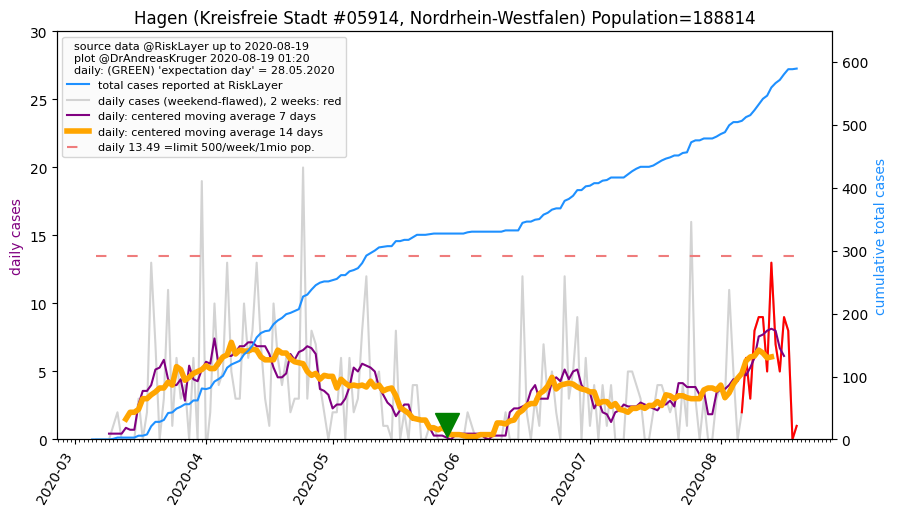 Hagen (Kreisfreie Stadt #05914, Nordrhein-Westfalen) Population=188814
source data @RiskLayer up to 2020-08-19
plot @DrAndreasKruger 2020-08-19 01:20
daily: (GREEN) 'expectation day' = 28.05.2020
total cases reported at RiskLayer
daily cases (weekend-flawed), 2 weeks: red
daily: centered moving average 7 days
daily: centered moving average 14 days
daily 13.49 =limit 500/week/1mio pop.
daily cases
30
25
20
15
10
5
0
cumulative total cases
600
500
400
300
200
100
0
2020-03
2020-04
2020-05
2020-06
2020-07
2020-08